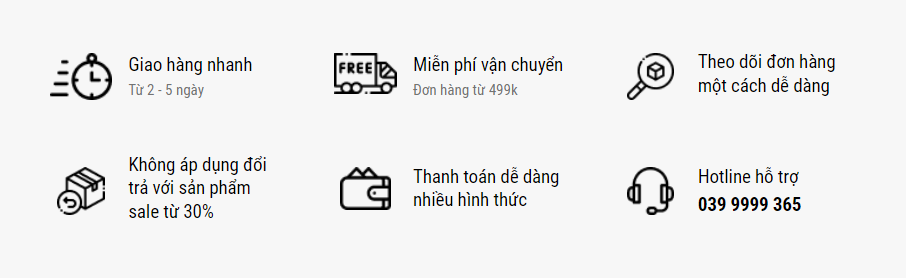 Giao hàng nhanh
Từ 2 - 5 ngày
FREE
Miễn phí vận chuyển
Đơn hàng từ 499k
Theo dõi đơn hàng
một cách dễ dàng
Không áp dụng đổi
trả với sản phẩm
sale từ 30%
Thanh toán dễ dàng
nhiều hình thức
Hotline hỗ trợ
039 9999 365